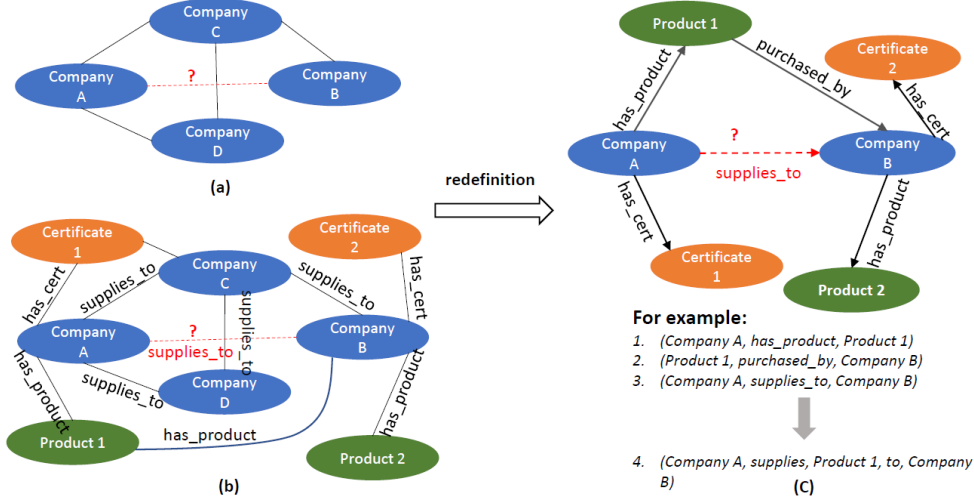 Company
C
?
Company
A
Company
B
Company
D
(a)
redefinition
Product 1
purchased_by
Certificate
2
has_product
has_cert
?
Company
A
Company
B
supplies_to
has_cert
has_product
Certificate
1
Product 2
Certificate
1
Certificate
2
Company
C
has_cert
supplies_to
supplies_to
supplies_to
has_cert
?
Company
A
Company
B
supplies_to
has_product
supplies_to
Company
D
has_product
has_product
Product 1
Product 2
(b)
For example:
1. (Company A, has_product, Product 1)
2. (Product 1, purchased_by, Company B)
3. (Company A, supplies_to, Company B)
4. (Company A, supplies, Product 1, to, Company
B)
(C)